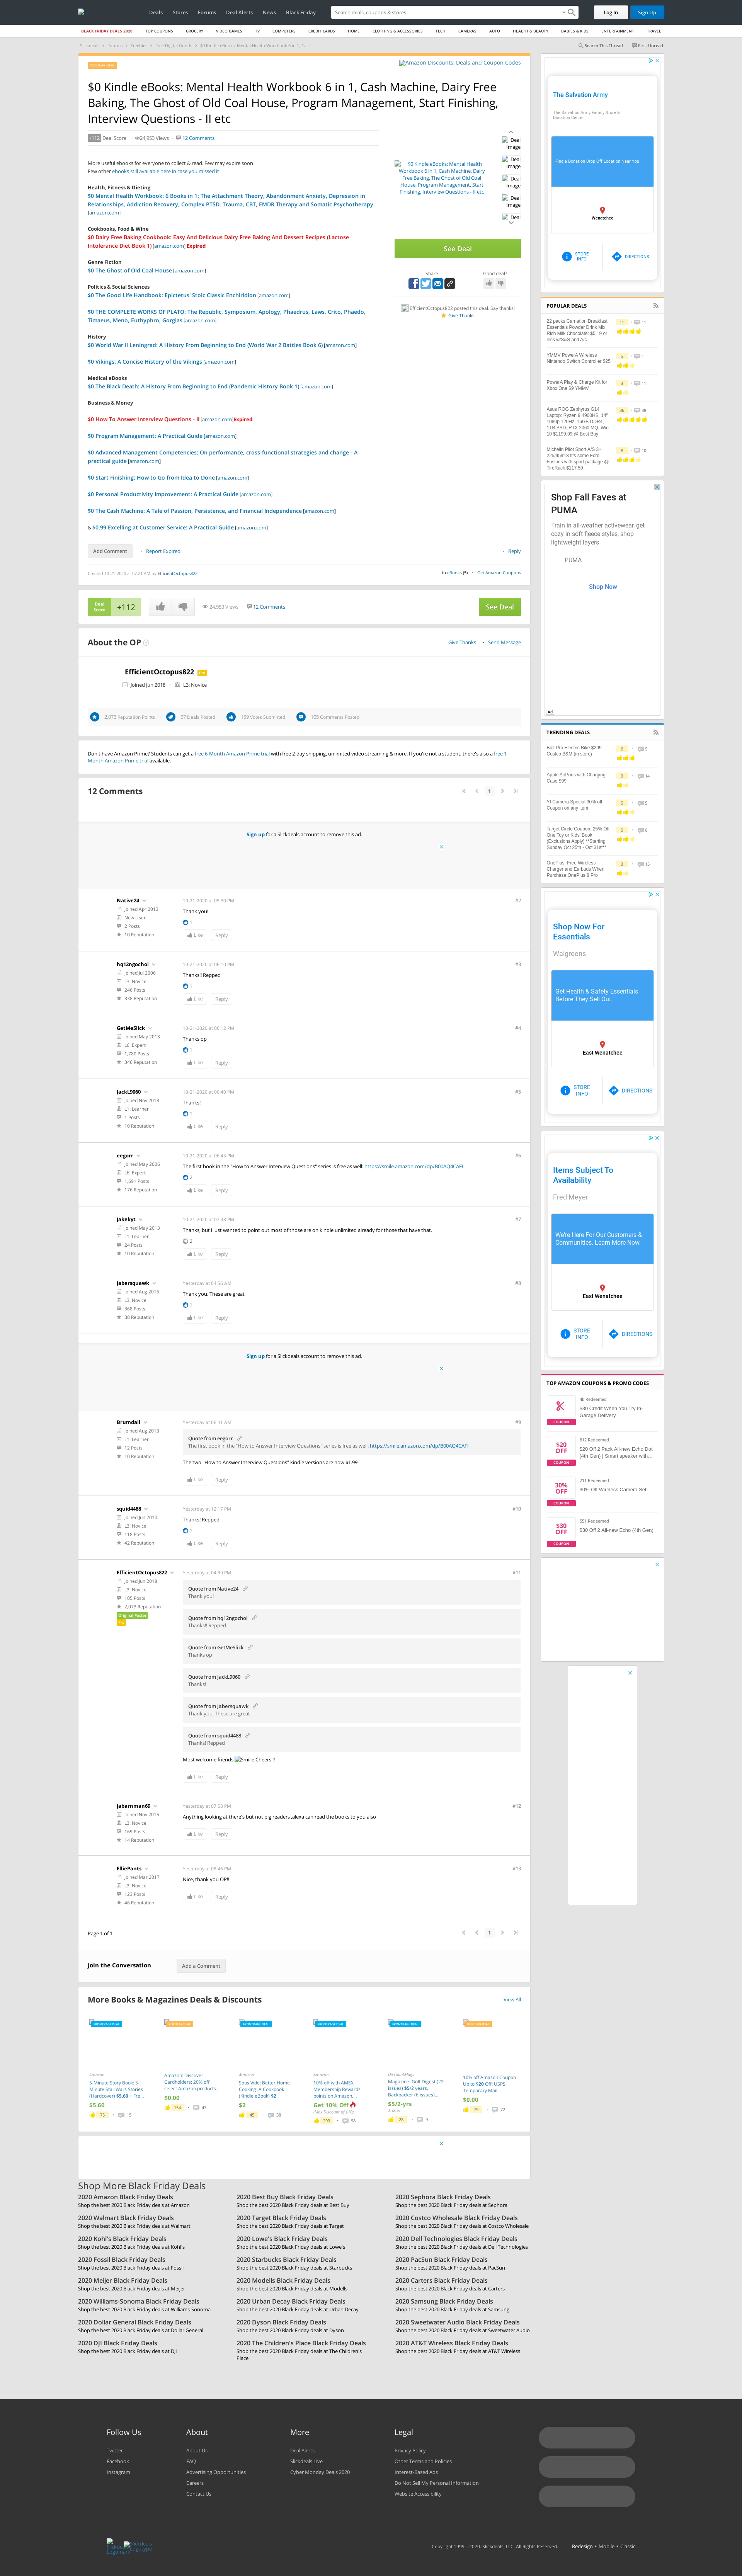 Deals Stores Forums Deal Alerts News Black Friday
Search deals, coupons & stores
Log In Sign Up
BLACK FRIDAY DEALS 2020 TOP COUPONS GROCERY VIDEO GAMES TV COMPUTERS CREDIT CARDS HOME CLOTHING & ACCESSORIES TECH CAMERAS AUTO HEALTH & BEAUTY BABIES & KIDS ENTERTAINMENT TRAVEL
Slickdeals Forums Freebies Free Digital Goods $0 Kindle eBooks: Mental Health Workbook 6 in 1, Ca...
Search This Thread First Unread
Amazon Discounts, Deals and Coupon Codes
$0 Kindle eBooks: Mental Health Workbook 6 in 1, Cash Machine, Dairy Free Baking, The Ghost of Old Coal House, Program Management, Start Finishing, Interview Questions - II etc
+112 Deal Score 24,953 Views 12 Comments
More useful ebooks for everyone to collect & read. Free may expire soon
Few other ebooks still available here in case you missed it
Health, Fitness & Dieting
$0 Mental Health Workbook: 6 Books in 1: The Attachment Theory, Abandonment Anxiety, Depression in Relationships, Addiction Recovery, Complex PTSD, Trauma, CBT, EMDR Therapy and Somatic Psychotherapy [amazon.com]
Cookbooks, Food & Wine
$0 Dairy Free Baking Cookbook: Easy And Delicious Dairy Free Baking And Dessert Recipes (Lactose Intolerance Diet Book 1) [amazon.com] Expired
Genre Fiction
$0 The Ghost of Old Coal House [amazon.com]
Politics & Social Sciences
$0 The Good Life Handbook: Epictetus' Stoic Classic Enchiridion [amazon.com]
$0 THE COMPLETE WORKS OF PLATO: The Republic, Symposium, Apology, Phaedrus, Laws, Crito, Phaedo, Timaeus, Meno, Euthyphro, Gorgias [amazon.com]
History
$0 World War II Leningrad: A History From Beginning to End (World War 2 Battles Book 6) [amazon.com]
$0 Vikings: A Concise History of the Vikings [amazon.com]
Medical eBooks
$0 The Black Death: A History From Beginning to End (Pandemic History Book 1) [amazon.com]
Business & Money
$0 How To Answer Interview Questions - II [amazon.com]Expired
$0 Program Management: A Practical Guide [amazon.com]
$0 Advanced Management Competencies: On performance, cross-functional strategies and change - A practical guide [amazon.com]
$0 Start Finishing: How to Go from Idea to Done [amazon.com]
$0 Personal Productivity Improvement: A Practical Guide [amazon.com]
$0 The Cash Machine: A Tale of Passion, Persistence, and Financial Independence [amazon.com]
& $0.99 Excelling at Customer Service: A Practical Guide [amazon.com]
$0 Kindle eBooks: Mental Health Workbook 6 in 1, Cash Machine, Dairy Free Baking, The Ghost of Old Coal House, Program Management, Start Finishing, Interview Questions - II etc
Deal Image
Deal Image
Deal Image
Deal Image
Deal
See Deal
Share Good deal?
EfficientOctopus822 posted this deal. Say thanks!
Give Thanks
Add Comment Report Expired Reply
Created 10-21-2020 at 07:21 AM by EfficientOctopus822
in eBooks (5) Get Amazon Coupons
Deal Score +112 24,953 Views 12 Comments See Deal
About the OP Give Thanks Send Message
EfficientOctopus822 Pro
Joined Jun 2018 L3: Novice
2,073 Reputation Points 57 Deals Posted 159 Votes Submitted 105 Comments Posted
Don't have Amazon Prime? Students can get a free 6-Month Amazon Prime trial with free 2-day shipping, unlimited video streaming & more. If you're not a student, there's also a free 1-Month Amazon Prime trial available.
12 Comments 1
Sign up for a Slickdeals account to remove this ad.
Native24 10-21-2020 at 05:30 PM #2
Joined Apr 2013
New User
2 Posts
10 Reputation
Thank you!
1
Like Reply
hq12ngochoi 10-21-2020 at 06:10 PM #3
Joined Jul 2006
L3: Novice
246 Posts
338 Reputation
Thanks!! Repped
1
Like Reply
GetMeSlick 10-21-2020 at 06:12 PM #4
Joined May 2013
L6: Expert
1,780 Posts
346 Reputation
Thanks op
1
Like Reply
JackL9060 10-21-2020 at 06:40 PM #5
Joined Nov 2018
L1: Learner
1 Posts
10 Reputation
Thanks!
1
Like Reply
eegorr 10-21-2020 at 06:45 PM #6
Joined May 2006
L6: Expert
1,691 Posts
176 Reputation
The first book in the "How to Answer Interview Questions" series is free as well: https://smile.amazon.com/dp/B00AQ4CAFI
2
Like Reply
Jakekyt 10-21-2020 at 07:48 PM #7
Joined May 2013
L1: Learner
24 Posts
10 Reputation
Thanks, but i just wanted to point out most of those are on kindle unlimited already for those that have that.
2
Like Reply
Jabersquawk Yesterday at 04:50 AM #8
Joined Aug 2015
L3: Novice
368 Posts
38 Reputation
Thank you. These are great
1
Like Reply
Sign up for a Slickdeals account to remove this ad.
Brumdail Yesterday at 06:41 AM #9
Joined Aug 2013
L1: Learner
12 Posts
10 Reputation
Quote from eegorr
The first book in the "How to Answer Interview Questions" series is free as well: https://smile.amazon.com/dp/B00AQ4CAFI
The two "How to Answer Interview Questions" kindle versions are now $1.99
Like Reply
squid4488 Yesterday at 12:17 PM #10
Joined Jun 2010
L3: Novice
118 Posts
42 Reputation
Thanks! Repped
1
Like Reply
EfficientOctopus822 Yesterday at 04:39 PM #11
Joined Jun 2018
L3: Novice
105 Posts
2,073 Reputation
Original Poster
Pro
Quote from Native24
Thank you!
Quote from hq12ngochoi
Thanks!! Repped
Quote from GetMeSlick
Thanks op
Quote from JackL9060
Thanks!
Quote from Jabersquawk
Thank you. These are great
Quote from squid4488
Thanks! Repped
Most welcome friends Smilie Cheers !!
Like Reply
jabarnman69 Yesterday at 07:58 PM #12
Joined Nov 2015
L3: Novice
169 Posts
14 Reputation
Anything looking at there's but not big readers ,alexa can read the books to you also
Like Reply
ElliePants Yesterday at 08:46 PM #13
Joined Mar 2017
L3: Novice
123 Posts
46 Reputation
Nice, thank you OP!!
Like Reply
Page 1 of 1 1
Join the Conversation Add a Comment
More Books & Magazines Deals & Discounts View All
Amazon
5-Minute Story Book: 5-Minute Star Wars Stories (Hardcover) $5.60 + Fre...
$5.60
75 15
Amazon: Discover Cardholders: 20% off select Amazon products...
$0.00
154 43
Amazon
Sous Vide: Better Home Cooking: A Cookbook (Kindle eBook) $2
$2
45 38
Amazon
10% off with AMEX Membership Rewards points on Amazon...
Get 10% Off
(Max Discount of $15)
299 98
DiscountMags
Magazine: Golf Digest (22 issues) $5/2 years, Backpacker (6 issues)...
$5/2-yrs
& More
28 9
10% off Amazon Coupon Up to $20 Off! USPS Temporary Mail...
$0.00
79 72
Shop More Black Friday Deals
2020 Amazon Black Friday Deals
Shop the best 2020 Black Friday deals at Amazon
2020 Best Buy Black Friday Deals
Shop the best 2020 Black Friday deals at Best Buy
2020 Sephora Black Friday Deals
Shop the best 2020 Black Friday deals at Sephora
2020 Walmart Black Friday Deals
Shop the best 2020 Black Friday deals at Walmart
2020 Target Black Friday Deals
Shop the best 2020 Black Friday deals at Target
2020 Costco Wholesale Black Friday Deals
Shop the best 2020 Black Friday deals at Costco Wholesale
2020 Kohl's Black Friday Deals
Shop the best 2020 Black Friday deals at Kohl's
2020 Lowe's Black Friday Deals
Shop the best 2020 Black Friday deals at Lowe's
2020 Dell Technologies Black Friday Deals
Shop the best 2020 Black Friday deals at Dell Technologies
2020 Fossil Black Friday Deals
Shop the best 2020 Black Friday deals at Fossil
2020 Starbucks Black Friday Deals
Shop the best 2020 Black Friday deals at Starbucks
2020 PacSun Black Friday Deals
Shop the best 2020 Black Friday deals at PacSun
2020 Meijer Black Friday Deals
Shop the best 2020 Black Friday deals at Meijer
2020 Modells Black Friday Deals
Shop the best 2020 Black Friday deals at Modells
2020 Carters Black Friday Deals
Shop the best 2020 Black Friday deals at Carters
2020 Williams-Sonoma Black Friday Deals
Shop the best 2020 Black Friday deals at Williams-Sonoma
2020 Urban Decay Black Friday Deals
Shop the best 2020 Black Friday deals at Urban Decay
2020 Samsung Black Friday Deals
Shop the best 2020 Black Friday deals at Samsung
2020 Dollar General Black Friday Deals
Shop the best 2020 Black Friday deals at Dollar General
2020 Dyson Black Friday Deals
Shop the best 2020 Black Friday deals at Dyson
2020 Sweetwater Audio Black Friday Deals
Shop the best 2020 Black Friday deals at Sweetwater Audio
2020 DJI Black Friday Deals
Shop the best 2020 Black Friday deals at DJI
2020 The Children's Place Black Friday Deals
Shop the best 2020 Black Friday deals at The Children's Place
2020 AT&T Wireless Black Friday Deals
Shop the best 2020 Black Friday deals at AT&T Wireless
The Salvation Army
The Salvation Army Family Store & Donation Center
Find a Donation Drop Off Location Near You
Wenatchee
STORE INFO DIRECTIONS
POPULAR DEALS
22 packs Carnation Breakfast Essentials Powder Drink Mix, Rich Milk Chocolate: $5.19 or less w/S&S and A/c
11 11
YMMV PowerA Wireless Nintendo Switch Controller $25
5 1
PowerA Play & Charge Kit for Xbox One $9 YMMV
3 11
Asus ROG Zephyrus G14 Laptop: Ryzen 9 4900HS, 14" 1080p 120Hz, 16GB DDR4, 1TB SSD, RTX 2060 MQ, Win 10 $1199.99 @ Best Buy
36 38
Michelin Pilot Sport A/S 3+ 225/45/r18 fits some Ford Fusions with sport package @ TireRack $117.59
8 16
Shop Fall Faves at PUMA
Train in all-weather activewear, get cozy in soft fleece styles, shop lightweight layers
PUMA
Shop Now
Ad.
TRENDING DEALS
Bolt Pro Electric Bike $299 Costco B&M (in store)
6 9
Apple AirPods with Charging Case $99
3 14
YI Camera Special 30% off Coupon on any item
5 5
Target Circle Coupon: 25% Off One Toy or Kids' Book (Exclusions Apply) **Starting Sunday Oct 25th - Oct 31st**
5 0
OnePlus: Free Wireless Charger and Earbuds When Purchase OnePlus 8 Pro
3 15
Shop Now For Essentials
Walgreens
Get Health & Safety Essentials Before They Sell Out.
East Wenatchee
STORE INFO DIRECTIONS
Items Subject To Availability
Fred Meyer
We're Here For Our Customers & Communities. Learn More Now.
East Wenatchee
STORE INFO DIRECTIONS
TOP AMAZON COUPONS & PROMO CODES
46 Redeemed
$30 Credit When You Try In-Garage Delivery
COUPON
812 Redeemed
$20 OFF
$20 Off 2 Pack All-new Echo Dot (4th Gen) | Smart speaker with...
COUPON
211 Redeemed
30% OFF
30% Off Wireless Camera Set
COUPON
551 Redeemed
$30 OFF
$30 Off 2 All-new Echo (4th Gen)
COUPON
Follow Us
Twitter
Facebook
Instagram
About
About Us
FAQ
Advertising Opportunities
Careers
Contact Us
More
Deal Alerts
Slickdeals Live
Cyber Monday Deals 2020
Legal
Privacy Policy
Other Terms and Policies
Interest-Based Ads
Do Not Sell My Personal Information
Website Accessibility
Copyright 1999 - 2020. Slickdeals, LLC. All Rights Reserved. Redesign • Mobile • Classic